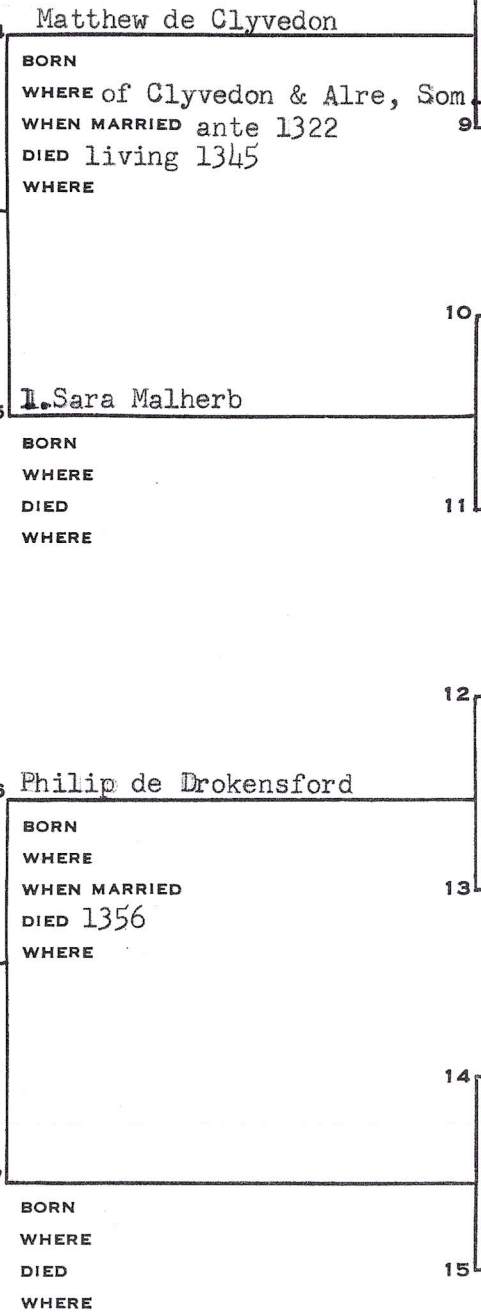 Matthew de Clyvedon
BORN
WHERE of Clyvedon & Alre, Som.
WHEN MARRIED ante 1322
9
DIED living 1345
WHERE
10
1.Sara Malherb
BORN
WHERE
DIED
11
WHERE
12
Philip de Drokensford
BORN
WHERE
WHEN MARRIED
13
DIED 1356
WHERE
14
BORN
WHERE
DIED
15
WHERE